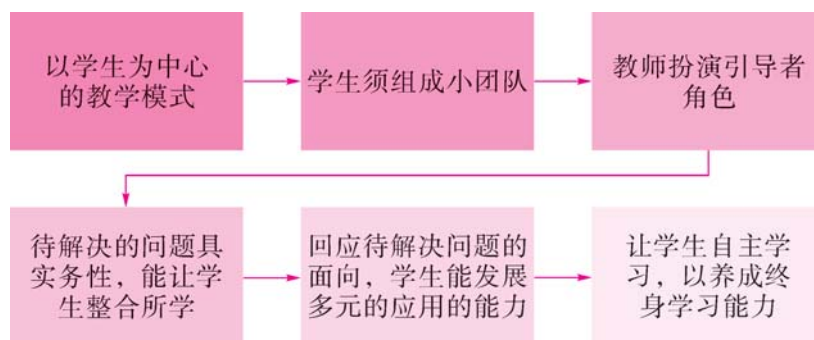 以学生为中心
的教学模式
学生须组成小团队
教师扮演引导者
角色
待解决的问题具
实务性，能让学
生整合所学
回应待解决问题的
面向，学生能发展
多元的应用的能力
让学生自主学
习，以养成终
身学习能力